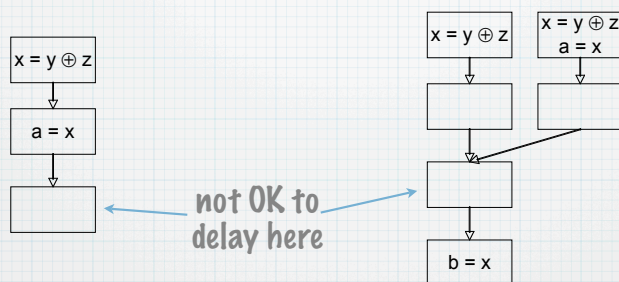 x = y ⊕ z
a = x
not OK to
delay here
x = y ⊕ z
x = y ⊕ z
a = x
b = x